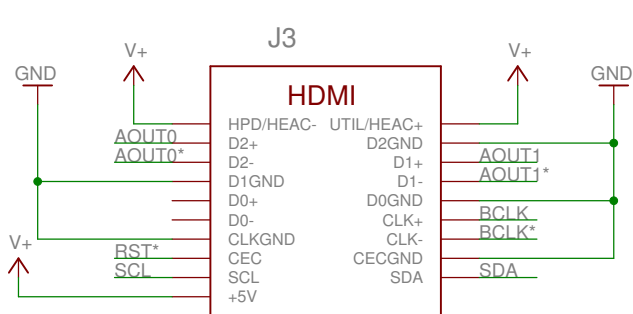 J3
V+
V+
GND
GND
HDMI
HPD/HEAC- UTIL/HEAC+
AOUT0 D2+ D2GND
AOUT0* D2- D1+ AOUT1
D1GND D1- AOUT1*
D0+ D0GND
D0- CLK+ BCLK
V+ CLKGND CLK- BCLK*
RST* CEC CECGND
SCL SCL SDA SDA
+5V